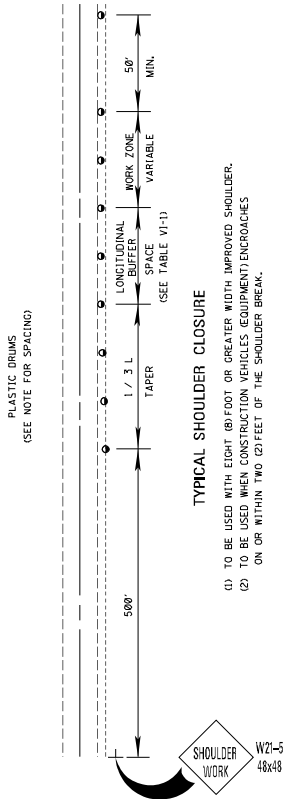 PLASTIC DRUMS
(SEE NOTE FOR SPACING)
50'
MIN.
WORK ZONE
VARIABLE
LONGITUDINAL
BUFFER
SPACE
(SEE TABLE VI-1)
1 / 3 L
TAPER
500'
TYPICAL SHOULDER CLOSURE
(1) TO BE USED WITH EIGHT (8) FOOT OR GREATER WIDTH IMPROVED SHOULDER.
(2) TO BE USED WHEN CONSTRUCTION VEHICLES (EQUIPMENT) ENCROACHES
ON OR WITHIN TWO (2) FEET OF THE SHOULDER BREAK.
SHOULDER
WORK
W21-5
48x48